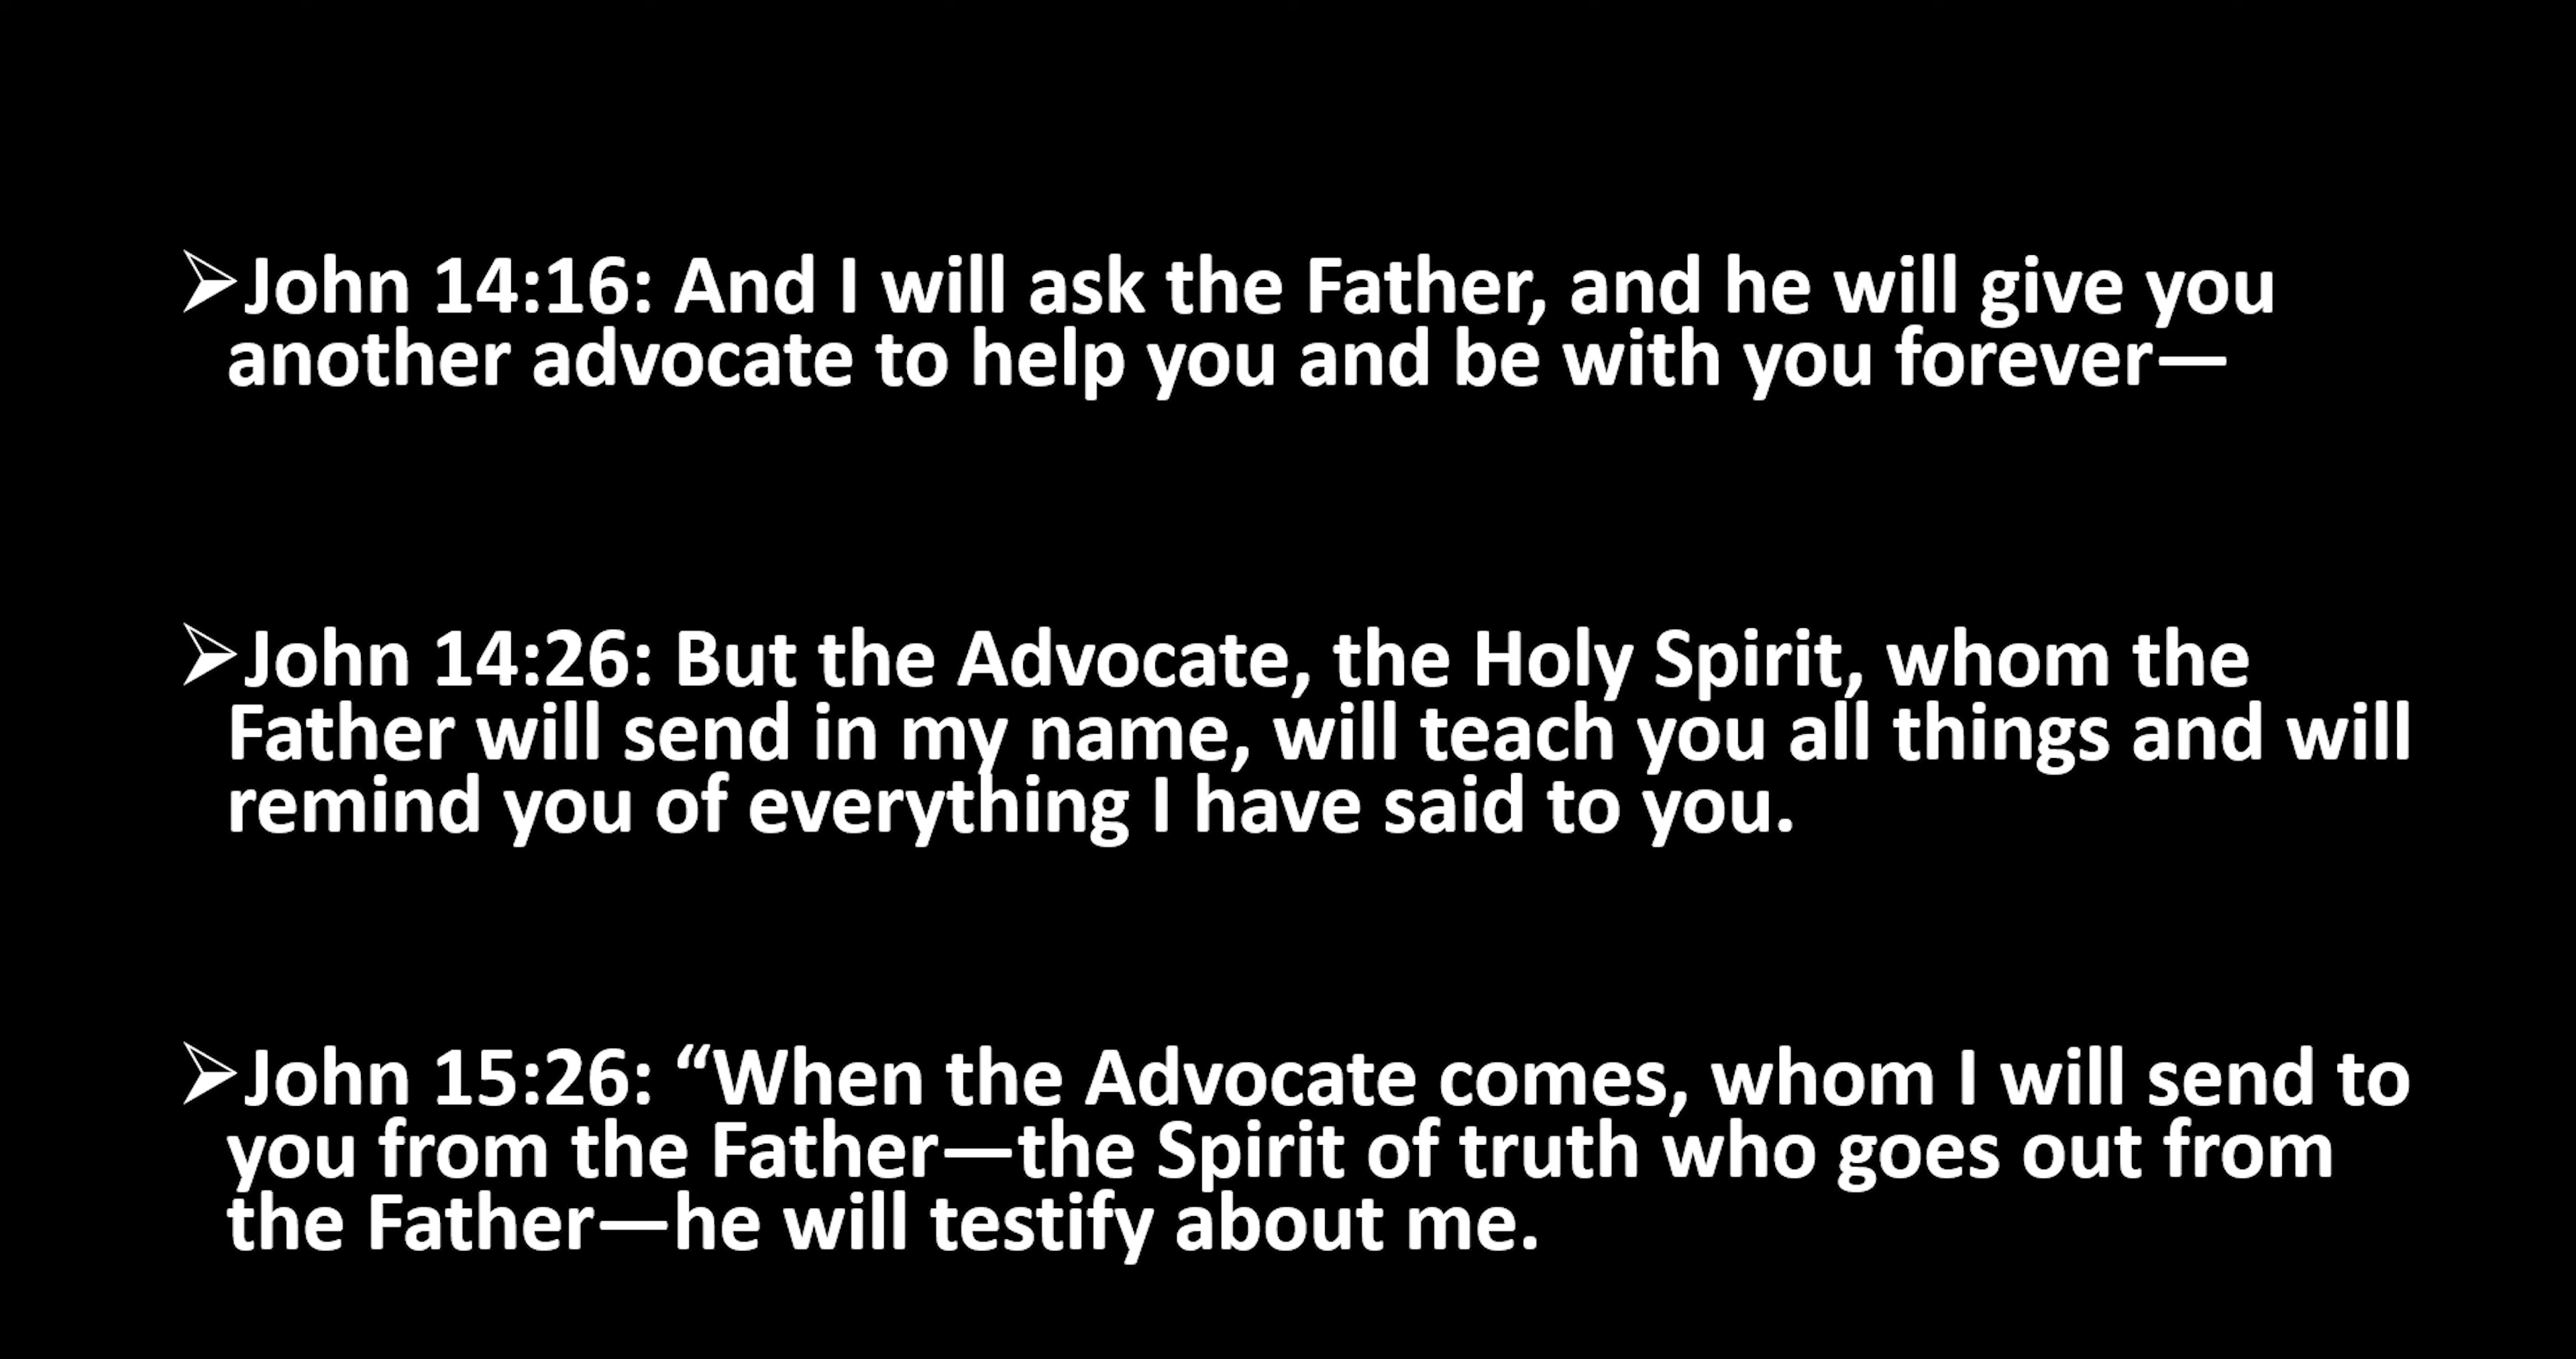 ➢John 14:16: And I will ask the Father, and he will give you
another advocate to help you and be with you forever—
➢John 14:26: But the Advocate, the Holy Spirit, whom the
Father will send in my name, will teach you all things and will
remind you of everything I have said to you.
➢John 15:26: “When the Advocate comes, whom I will send to
you from the Father—the Spirit of truth who goes out from
the Father—he will testify about me.